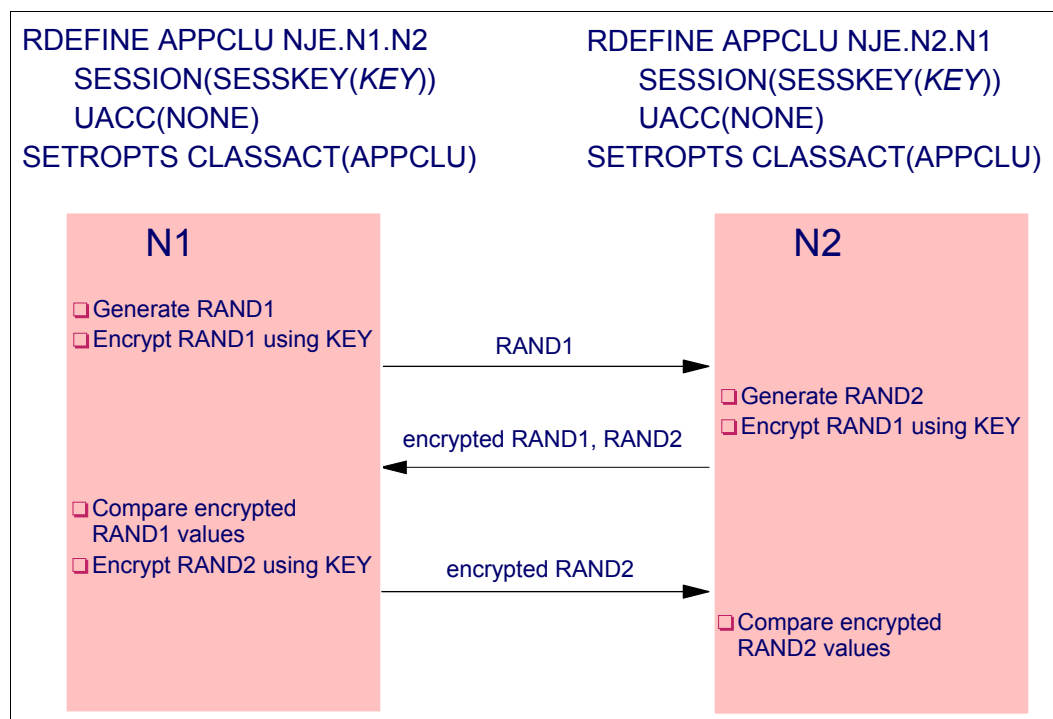 RDEFINE APPCLU NJE.N1.N2
SESSION(SESSKEY(KEY))
UACC(NONE)
SETROPTS CLASSACT(APPCLU)
RDEFINE APPCLU NJE.N2.N1
SESSION(SESSKEY(KEY))
UACC(NONE)
SETROPTS CLASSACT(APPCLU)
N1
N2
Generate RAND1
Encrypt RAND1 using KEY
RAND1
Generate RAND2
Encrypt RAND1 using KEY
encrypted RAND1, RAND2
Compare encrypted
RAND1 values
Encrypt RAND2 using KEY
encrypted RAND2
Compare encrypted
RAND2 values